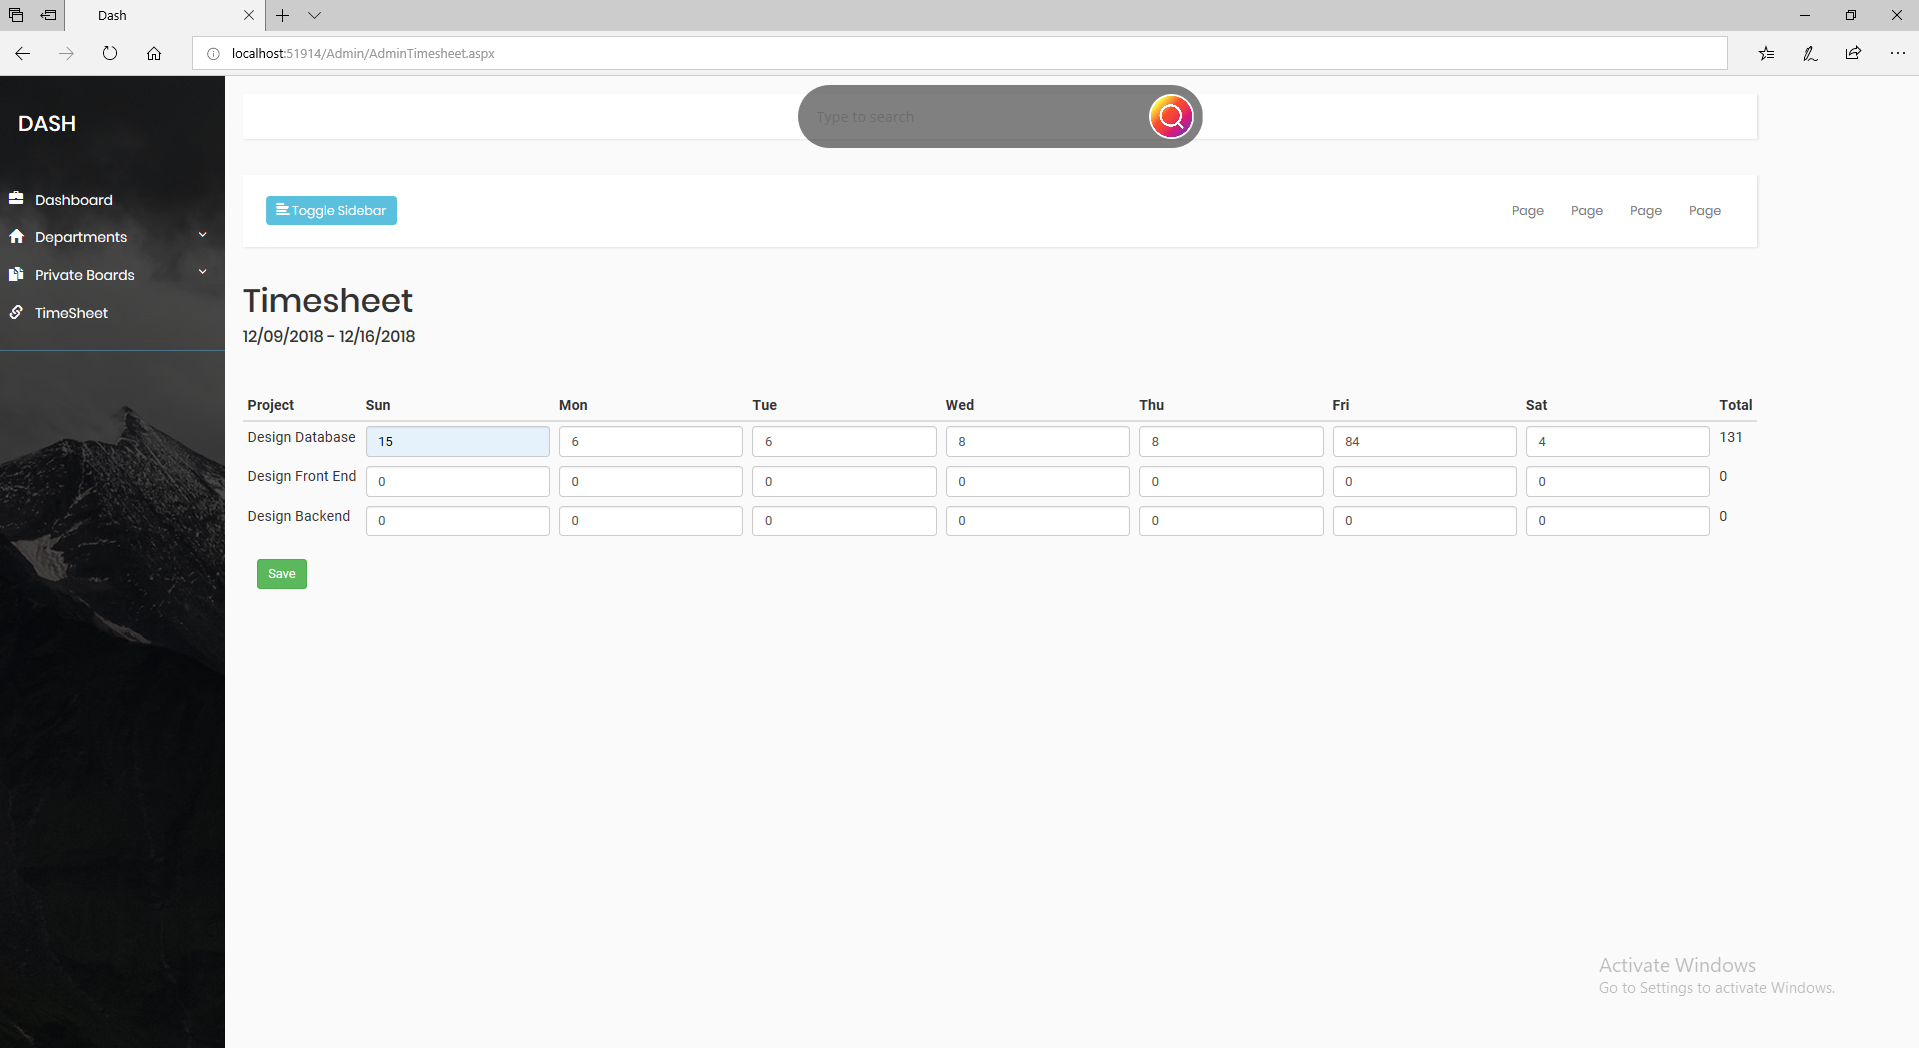 Dash
localhost:51914/Admin/AdminTimesheet.aspx
DASH
Type to search
Dashboard
Departments
Private Boards
TimeSheet
Toggle Sidebar
Page Page Page Page
Timesheet
12/09/2018 - 12/16/2018
Project Sun Mon Tue Wed Thu Fri Sat Total
Design Database 15 6 6 8 8 84 4 131
Design Front End 0 0 0 0 0 0 0 0
Design Backend 0 0 0 0 0 0 0 0
Save
Activate Windows
Go to Settings to activate Windows.